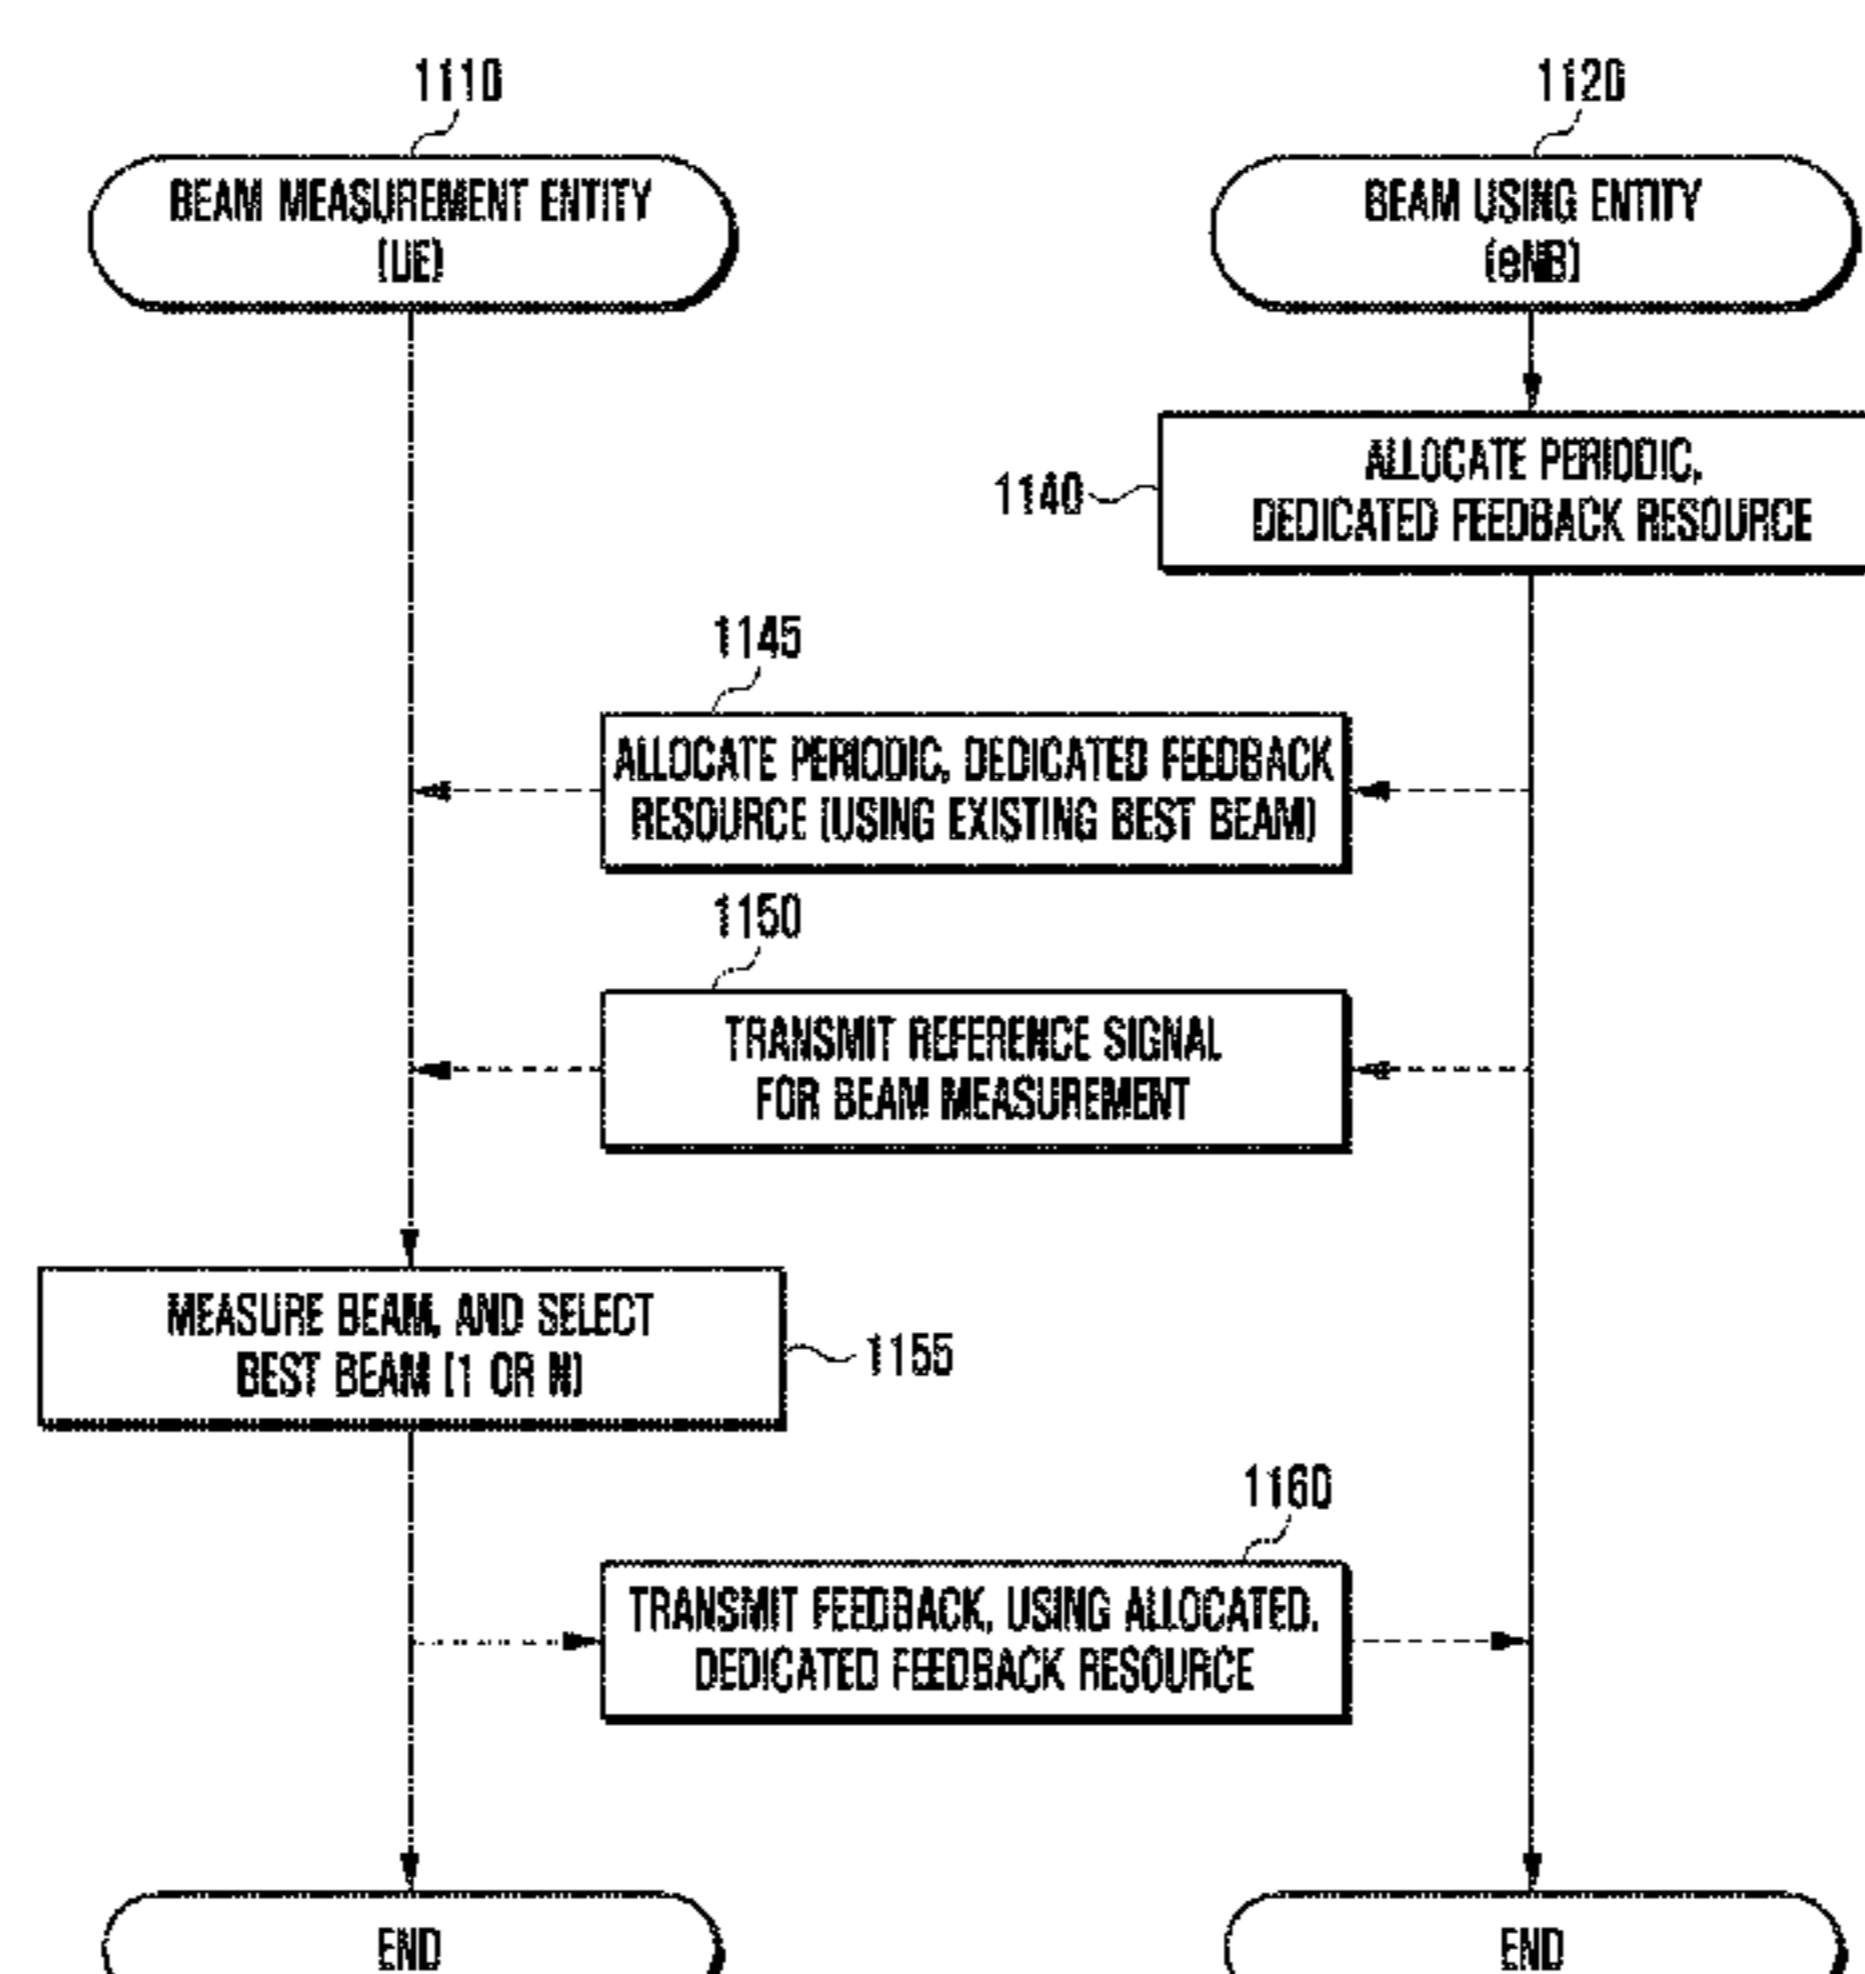 1110
1120
BEAM MEASUREMENT ENTITY
(UE)
BEAM USING ENTITY
(eNB)
ALLOCATE PERIODIC,
DEDICATED FEEDBACK RESOURCE
1140
1145
ALLOCATE PERIODIC, DEDICATED FEEDBACK
RESOURCE (USING EXISTING BEST BEAM)
1150
TRANSMIT REFERENCE SIGNAL
FOR BEAM MEASUREMENT
MEASURE BEAM, AND SELECT
BEST BEAM (1 OR N)
1155
1160
TRANSMIT FEEDBACK, USING ALLOCATED,
DEDICATED FEEDBACK RESOURCE
END
END